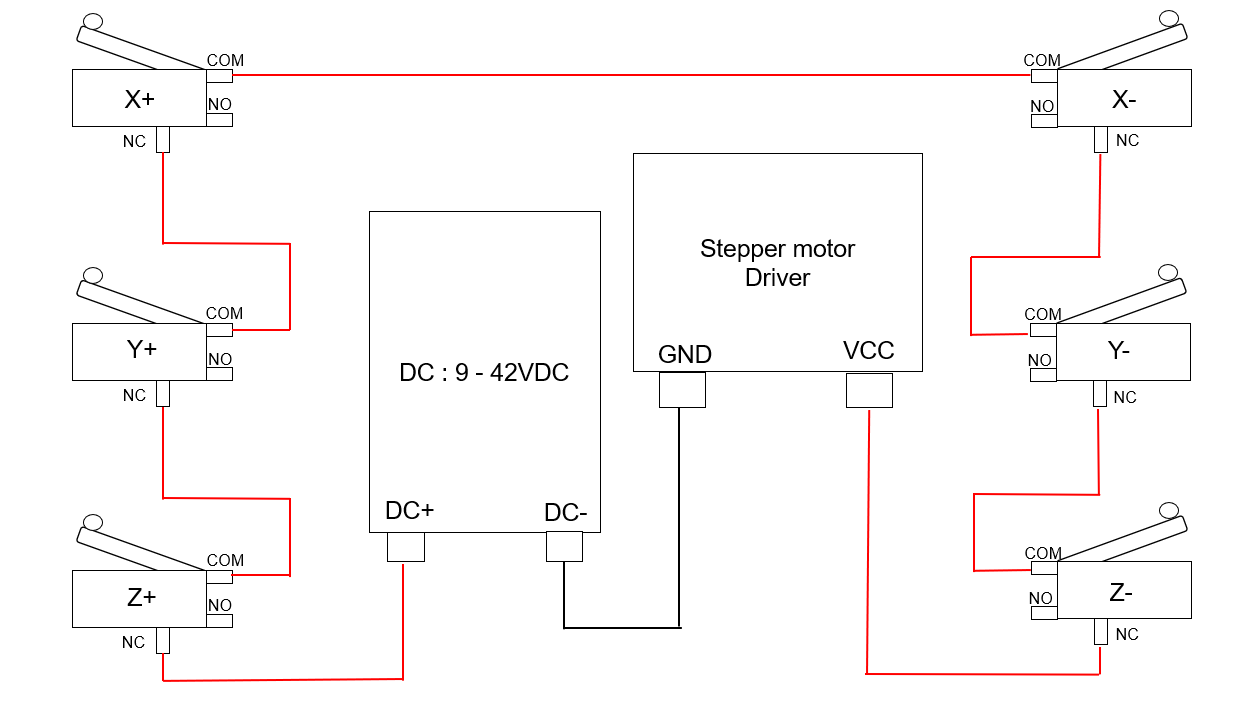 COM
X+
NO
NC
COM
X-
NO
NC
Stepper motor
Driver
GND
VCC
COM
Y+
NO
NC
COM
Y-
NO
NC
DC : 9 - 42VDC
DC+
DC-
COM
Z+
NO
NC
COM
Z-
NO
NC